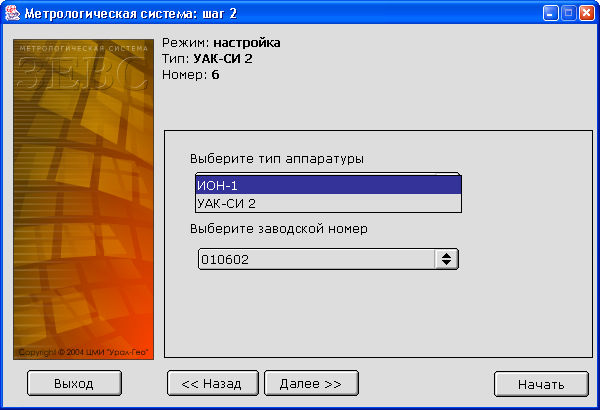 Метрологическая система: шаг 2
МЕТРОЛОГИЧЕСКАЯ СИСТЕМА
ЗЕВС
Режим: настройка
Тип: УАК-СИ 2
Номер: 6
Выберите тип аппаратуры
ИОН-1
УАК-СИ 2
Выберите заводской номер
010602
Copyright © 2004 ЦМИ "Урал-Гео"
Выход
<< Назад
Далее >>
Начать